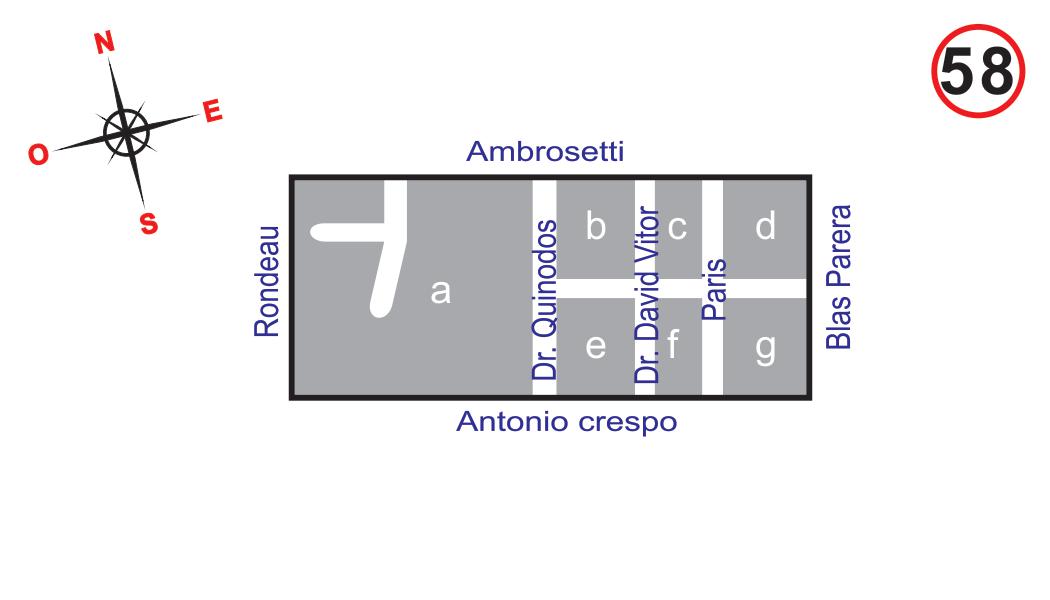 N
E
O
S
58
Ambrosetti
Rondeau
Dr. Quinodos
Dr. David Vitor
Paris
Blas Parera
a
b
c
d
e
f
g
Antonio crespo